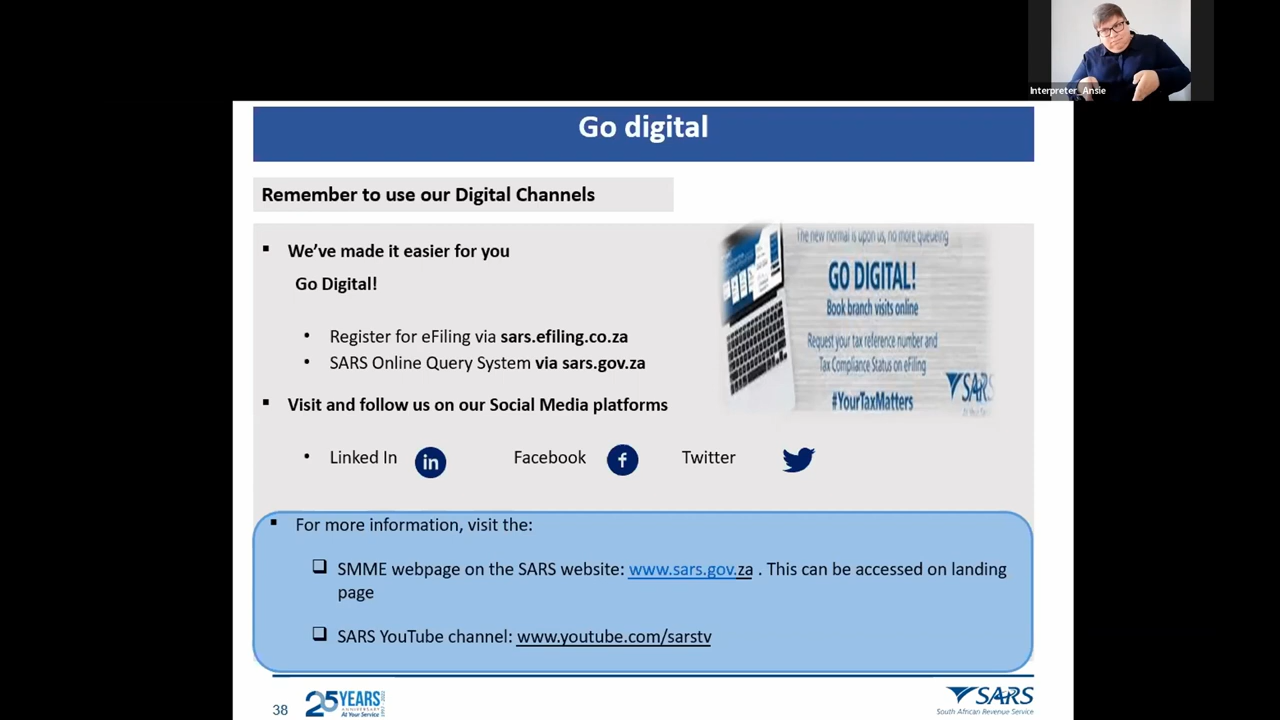 Interpreter_Ansie
Go digital
Remember to use our Digital Channels
▪ We've made it easier for you
Go Digital!
• Register for eFiling via sars.efiling.co.za
• SARS Online Query System via sars.gov.za
The new normal is upon us, no more queueing
GO DIGITAL!
Book branch visits online
Request your tax reference number and
Tax Compliance Status on eFiling
SARS
#YourTaxMatters
▪ Visit and follow us on our Social Media platforms
• Linked In in Facebook f Twitter
▪ For more information, visit the:
❑ SMME webpage on the SARS website: www.sars.gov.za . This can be accessed on landing
page
❑ SARS YouTube channel: www.youtube.com/sarstv
38
25 YEARS
ANNIVERSARY
At Your Service
SARS
South African Revenue Service